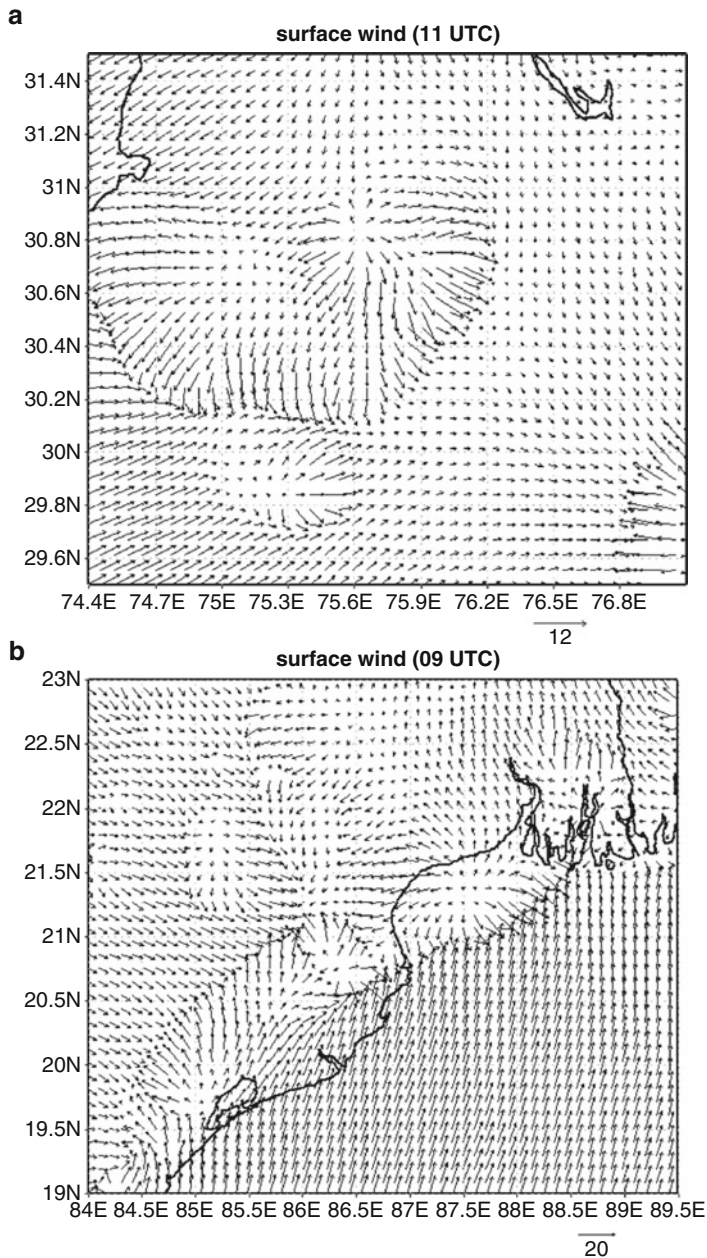 a
surface wind (11 UTC)
31.4N
31.2N
31N
30.8N
30.6N
30.4N
30.2N
30N
29.8N
29.6N
74.4E 74.7E 75E 75.3E 75.6E 75.9E 76.2E 76.5E 76.8E
12
b
surface wind (09 UTC)
23N
22.5N
22N
21.5N
21N
20.5N
20N
19.5N
19N
84E 84.5E 85E 85.5E 86E 86.5E 87E 87.5E 88E 88.5E 89E 89.5E
20